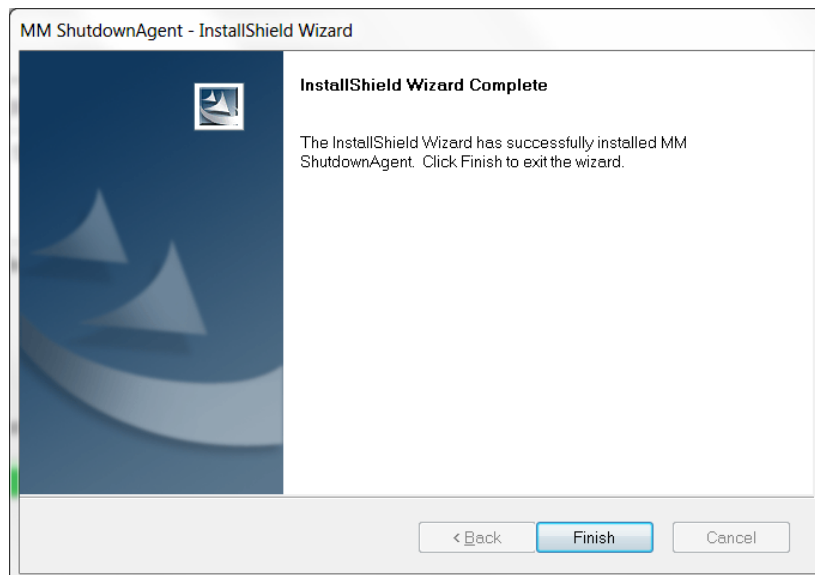 MM ShutdownAgent - InstallShield Wizard
InstallShield Wizard Complete
The InstallShield Wizard has successfully installed MM
ShutdownAgent. Click Finish to exit the wizard.
< Back
Finish
Cancel